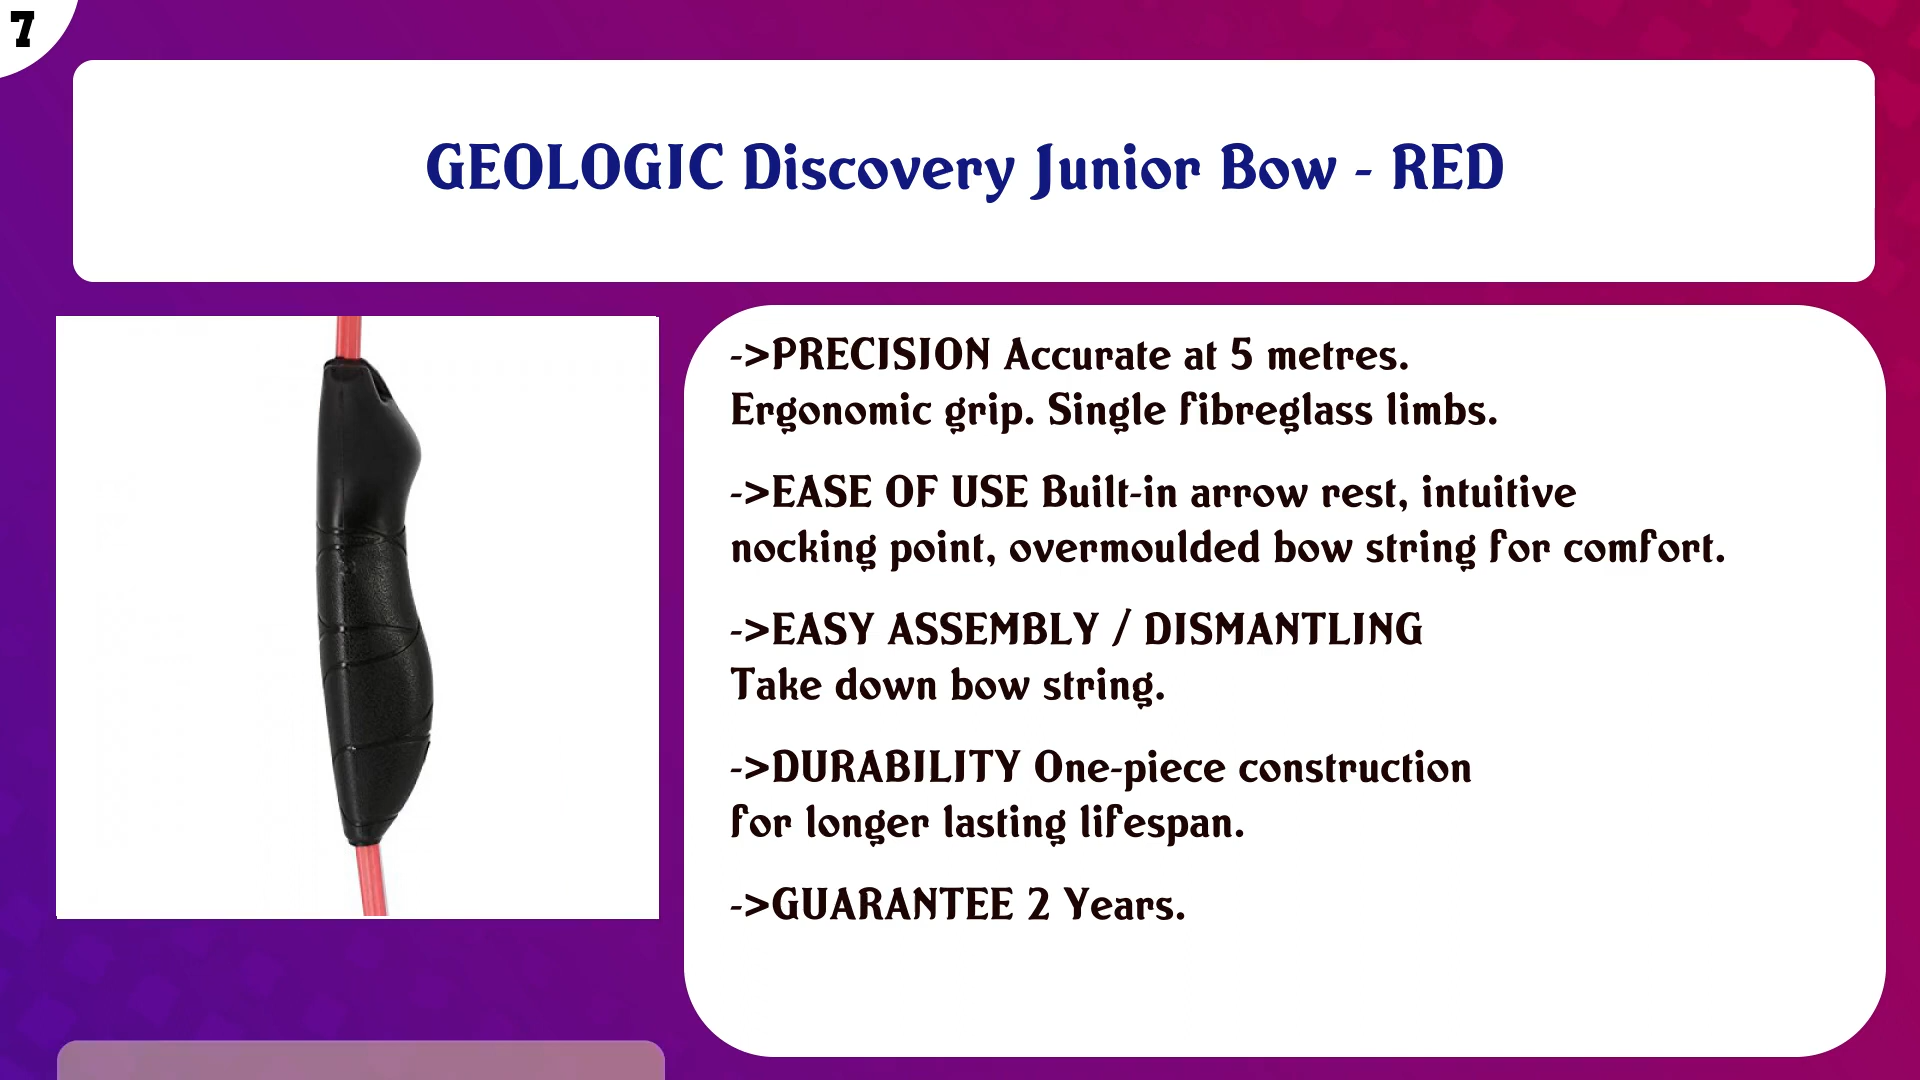 7
GEOLOGIC Discovery Junior Bow - RED
->PRECISION Accurate at 5 metres.
Ergonomic grip. Single fibreglass limbs.
->EASE OF USE Built-in arrow rest, intuitive
nocking point, overmoulded bow string for comfort.
->EASY ASSEMBLY / DISMANTLING
Take down bow string.
->DURABILITY One-piece construction
for longer lasting lifespan.
->GUARANTEE 2 Years.